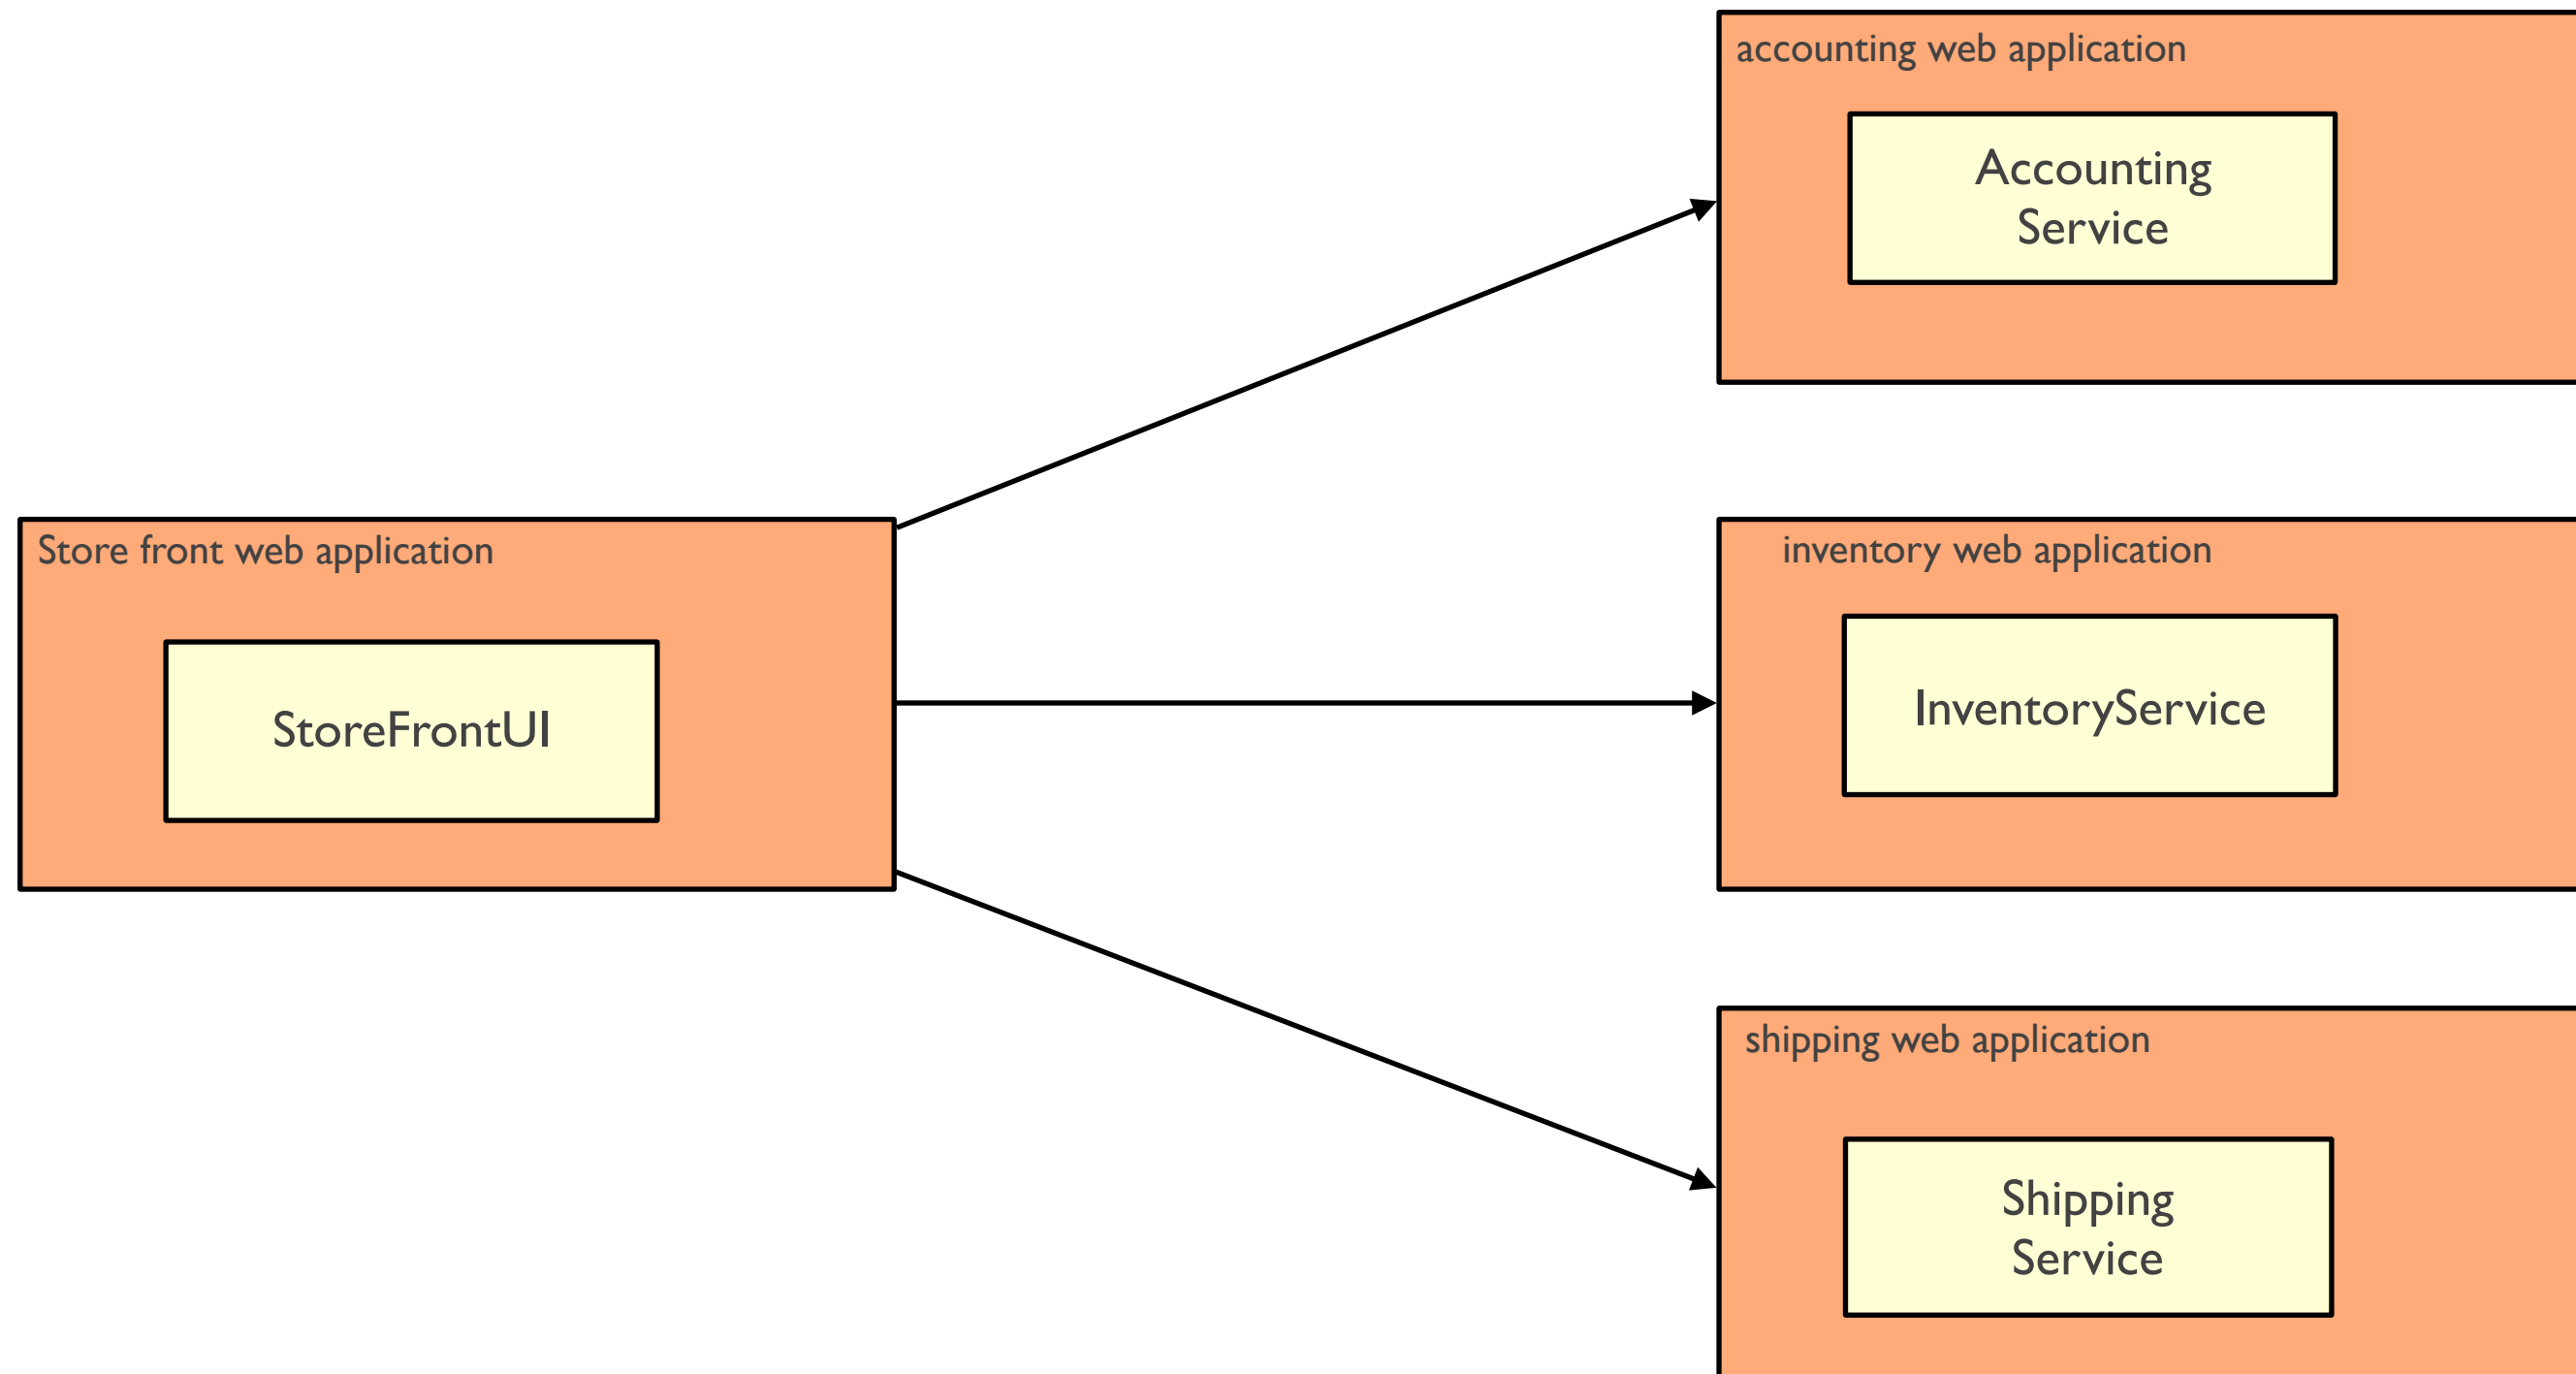 accounting web application
Accounting
Service
Store front web application
StoreFrontUI
inventory web application
InventoryService
shipping web application
Shipping
Service